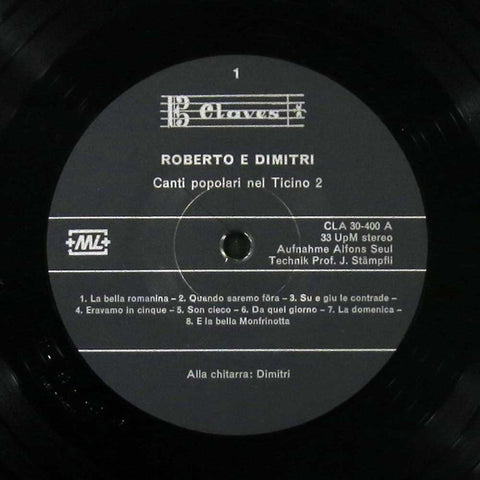 1
Claves
ROBERTO E DIMITRI
Canti popolari nel Ticino 2
+ML+
CLA 30-400 A
33 UpM stereo
Aufnahme Alfons Seul
Technik Prof. J. Stämpfli
1. La bella romanina – 2. Quando saremo föra – 3. Su e giu le contrade –
4. Eravamo in cinque – 5. Son cieco – 6. Da quel giorno – 7. La domenica –
8. E la bella Monfrinotta
Alla chitarra: Dimitri